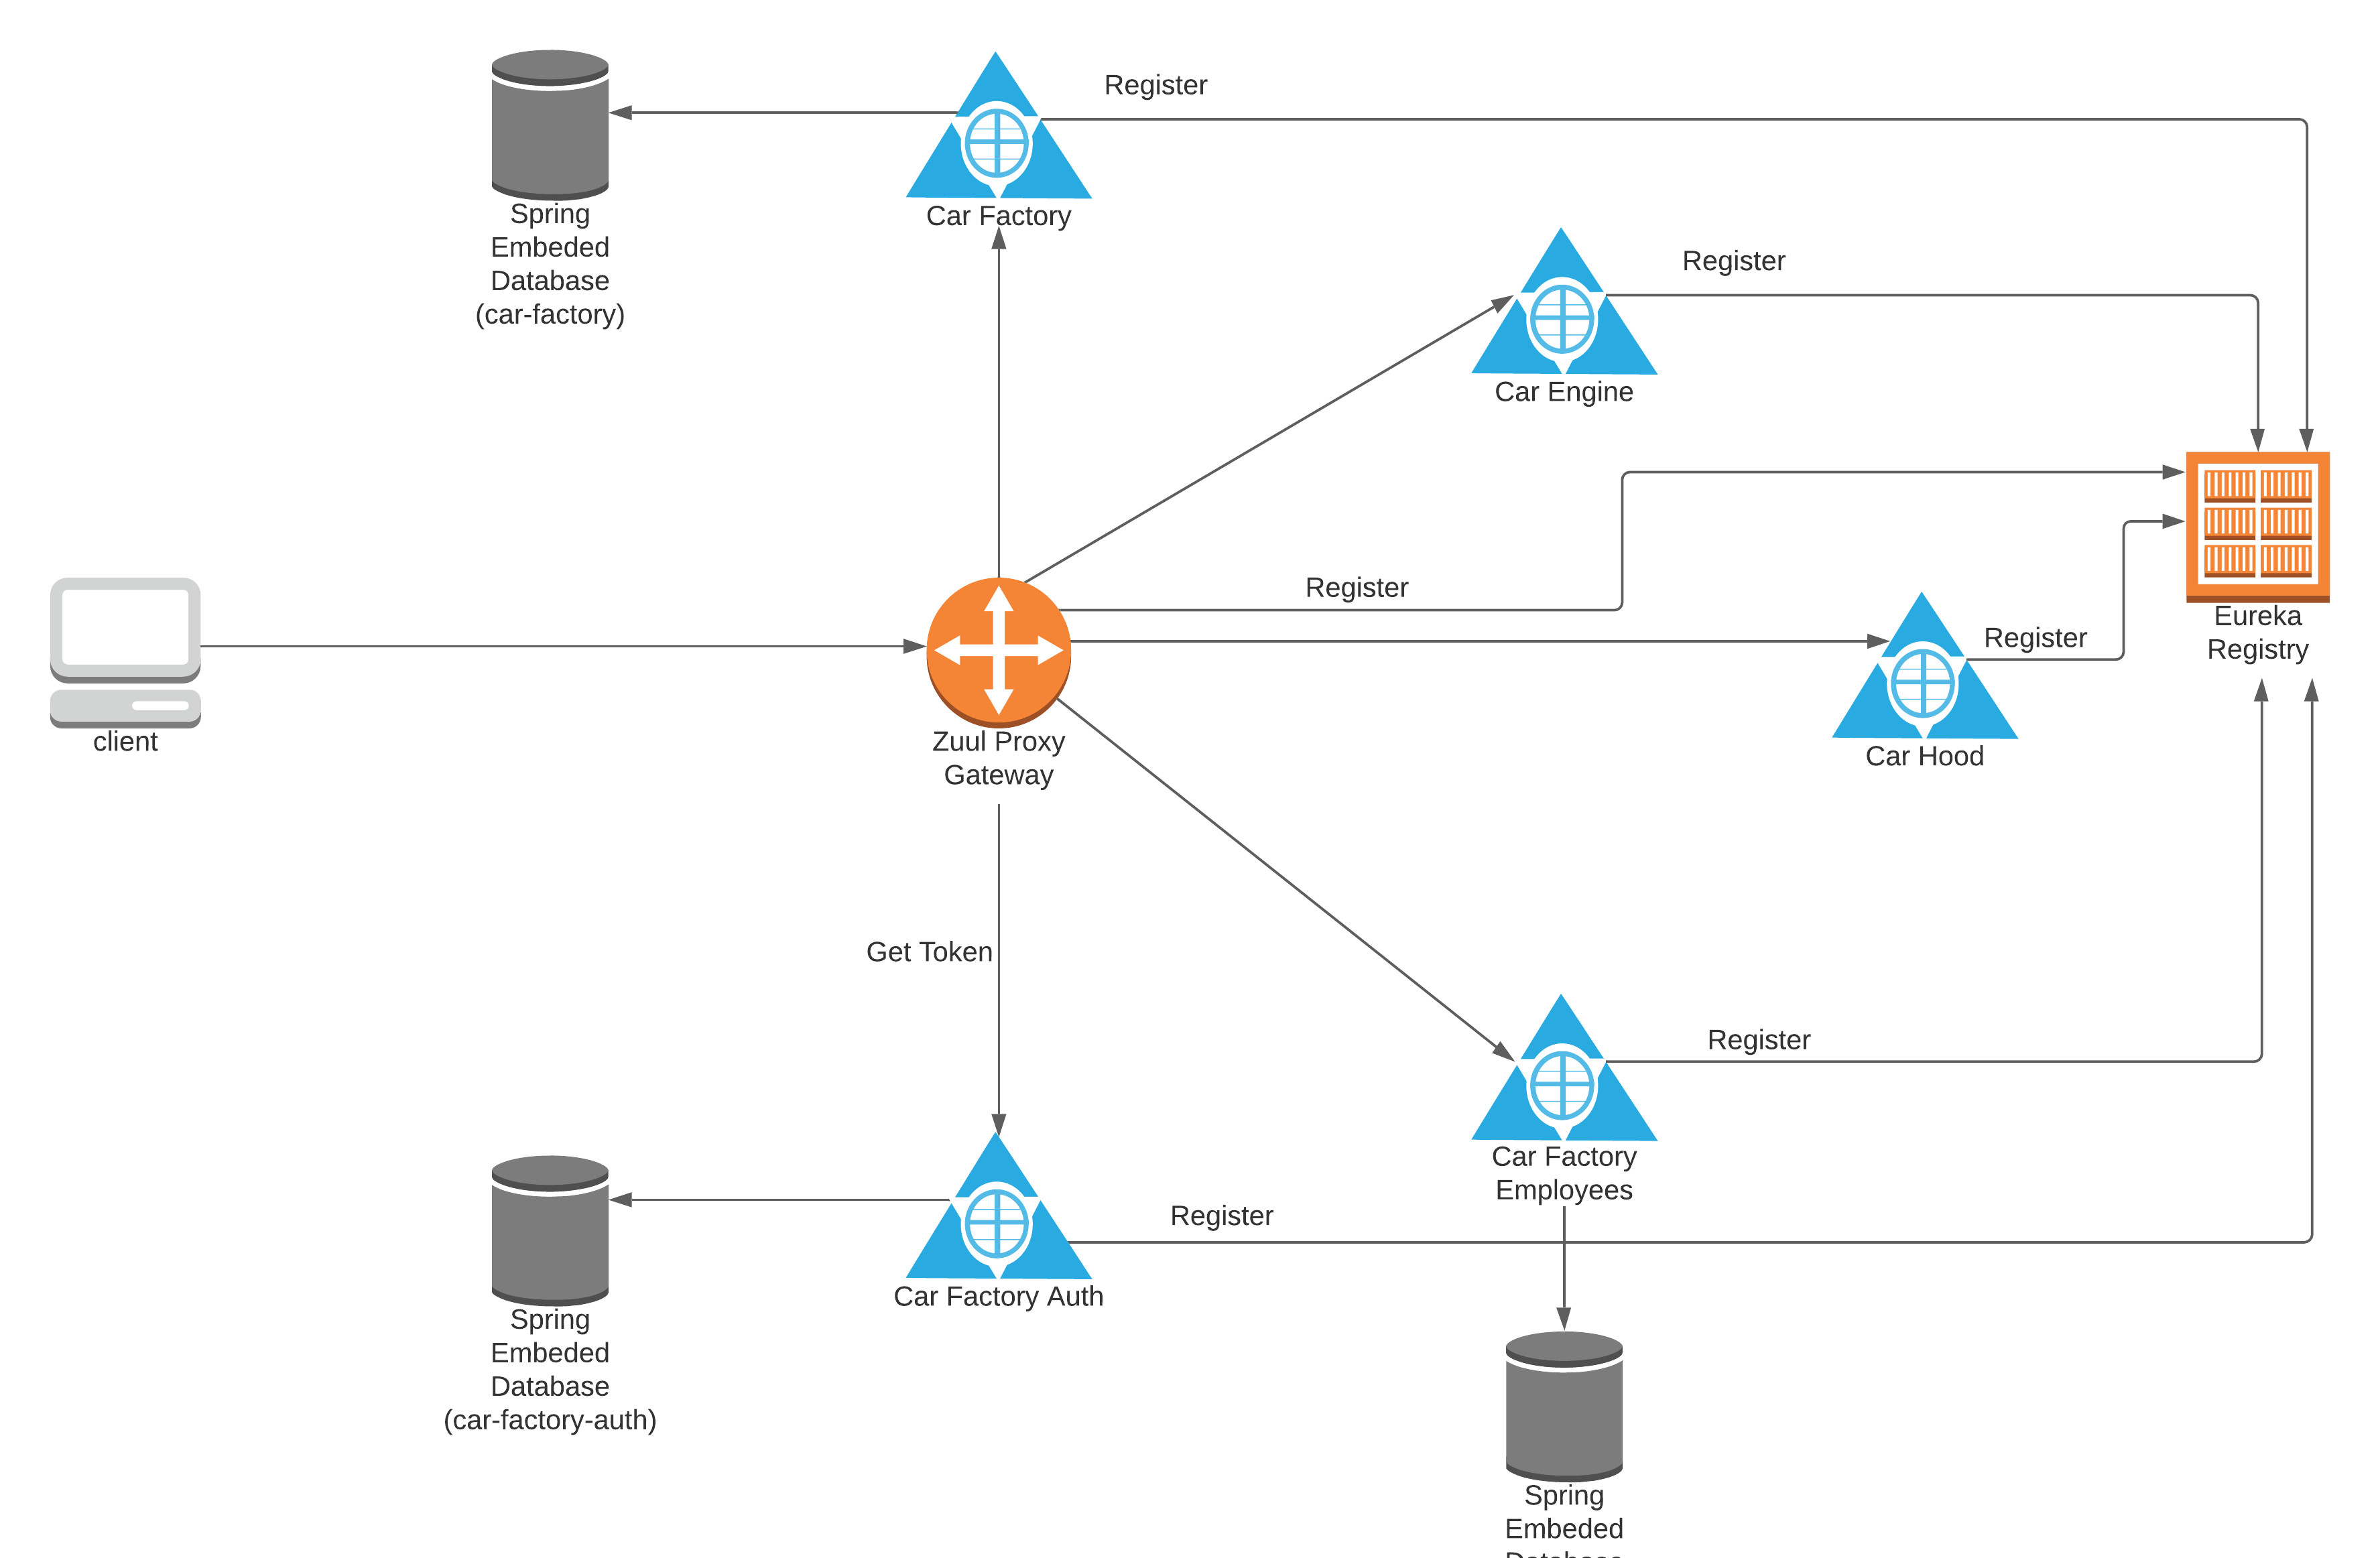 Register
Spring
Embeded
Database
(car-factory)
Car Factory
Register
Car Engine
Register
Eureka
Registry
Register
Car Hood
client
Zuul Proxy
Gateway
Get Token
Register
Car Factory
Employees
Register
Car Factory Auth
Spring
Embeded
Database
(car-factory-auth)
Spring
Embeded